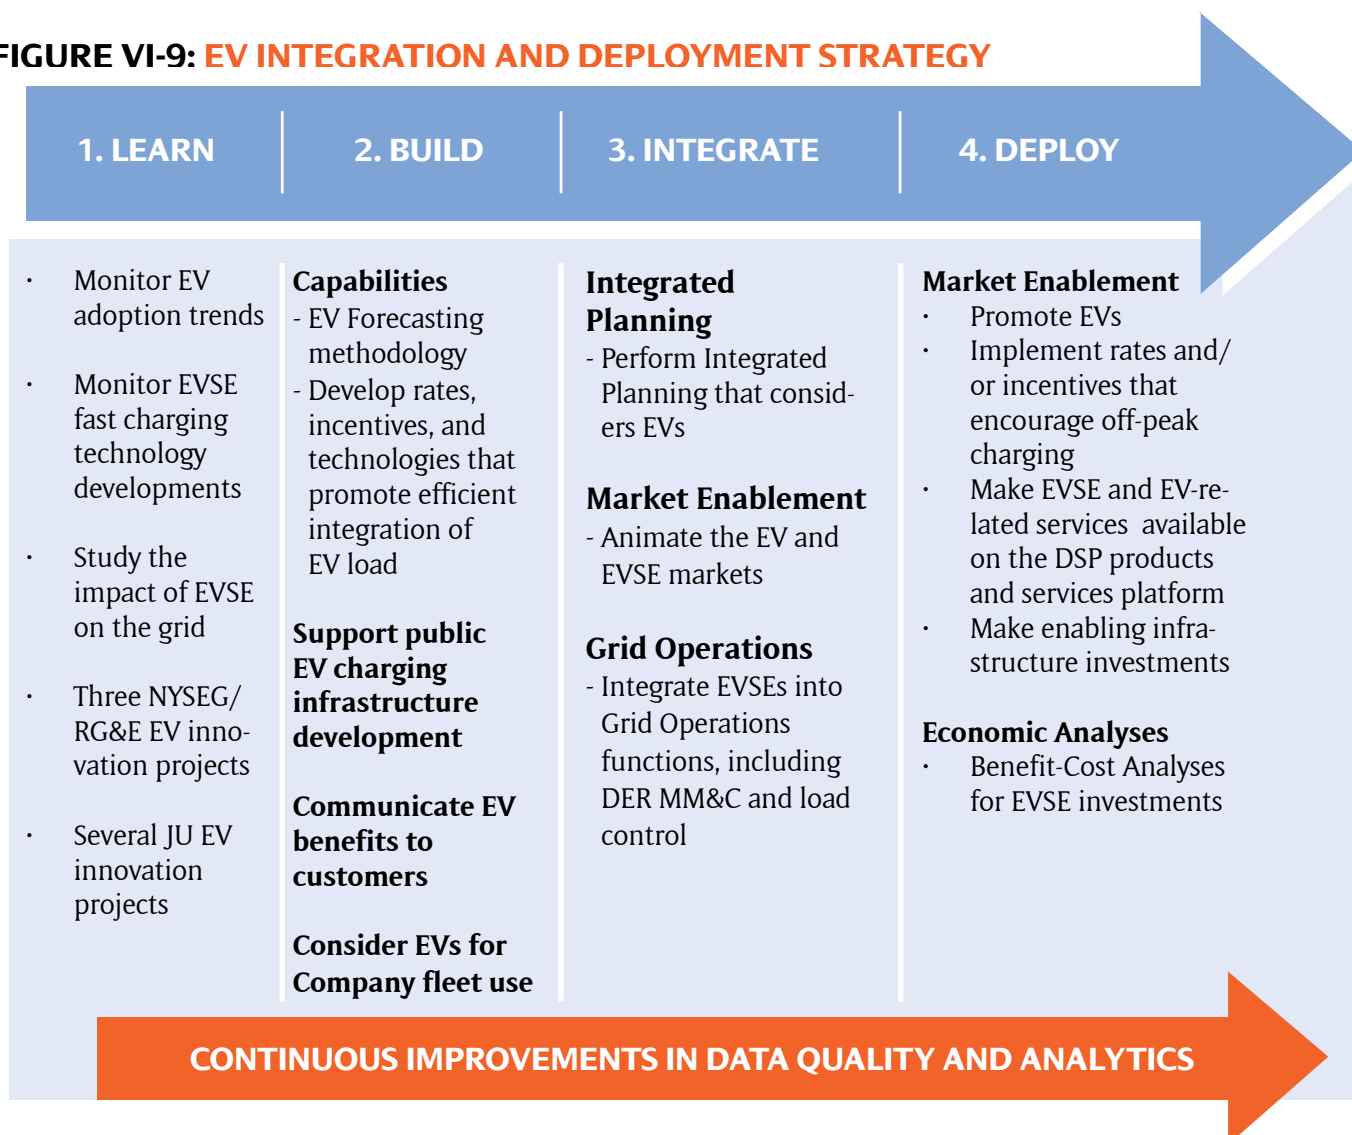 FIGURE VI-9: EV INTEGRATION AND DEPLOYMENT STRATEGY
1. LEARN
2. BUILD
3. INTEGRATE
4. DEPLOY
· Monitor EV
adoption trends
· Monitor EVSE
fast charging
technology
developments
· Study the
impact of EVSE
on the grid
· Three NYSEG/
RG&E EV inno-
vation projects
· Several JU EV
innovation
projects
Capabilities
- EV Forecasting
methodology
- Develop rates,
incentives, and
technologies that
promote efficient
integration of
EV load
Support public
EV charging
infrastructure
development
Communicate EV
benefits to
customers
Consider EVs for
Company fleet use
Integrated
Planning
- Perform Integrated
Planning that consid-
ers EVs
Market Enablement
- Animate the EV and
EVSE markets
Grid Operations
- Integrate EVSEs into
Grid Operations
functions, including
DER MM&C and load
control
Market Enablement
· Promote EVs
· Implement rates and/
or incentives that
encourage off-peak
charging
· Make EVSE and EV-re-
lated services available
on the DSP products
and services platform
· Make enabling infra-
structure investments
Economic Analyses
· Benefit-Cost Analyses
for EVSE investments
CONTINUOUS IMPROVEMENTS IN DATA QUALITY AND ANALYTICS